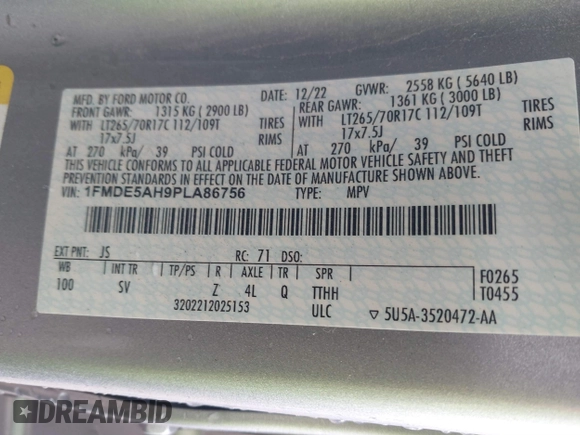 MFD. BY FORD MOTOR CO. DATE: 12/22 GVWR: 2558 KG ( 5640 LB)
FRONT GAWR: 1315 KG ( 2900 LB) REAR GAWR: 1361 KG ( 3000 LB)
WITH LT265/70R17C 112/109T TIRES WITH LT265/70R17C 112/109T TIRES
17x7.5J RIMS 17x7.5J RIMS
AT 270 kPa/ 39 PSI COLD AT 270 kPa/ 39 PSI COLD
THIS VEHICLE CONFORMS TO ALL APPLICABLE FEDERAL MOTOR VEHICLE SAFETY AND THEFT
PREVENTION STANDARDS IN EFFECT ON THE DATE OF MANUFACTURE SHOWN ABOVE.
VIN: 1FMDE5AH9PLA86756 TYPE: MPV
EXT PNT: JS RC: 71 DSO:
WB INT TR TP/PS R AXLE TR SPR F0265
100 SV Z 4L Q TTHH T0455
3202212025153 ULC ▽ 5U5A-3520472-AA
DREAMBID